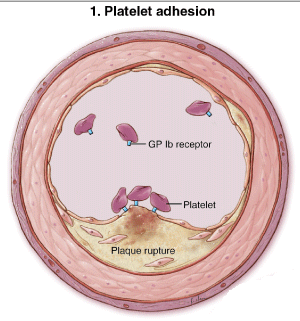 1. Platelet adhesion
GP Ib receptor
Platelet
Plaque rupture